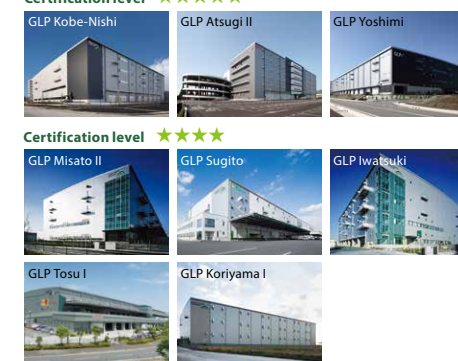 Certification level ★★★★★
GLP Kobe-Nishi
GLP Atsugi II
GLP Yoshimi
Certification level ★★★★
GLP Misato II
GLP Sugito
GLP Iwatsuki
GLP Tosu I
GLP Koriyama I